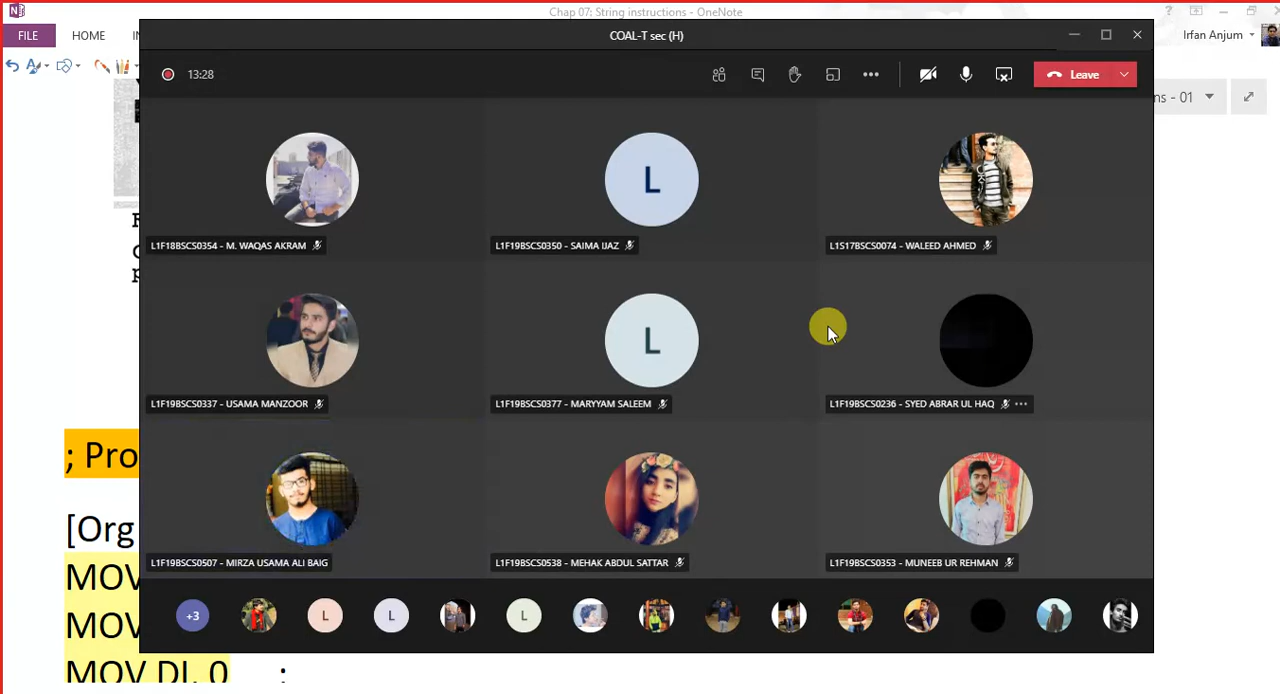 Chap 07: String instructions - OneNote
FILE
HOME
Irfan Anjum
COAL-T sec (H)
13:28
Leave
ns - 01
L1F18BSCS0354 - M. WAQAS AKRAM
L1F19BSCS0350 - SAIMA IJAZ
L1S17BSCS0074 - WALEED AHMED
L1F19BSCS0337 - USAMA MANZOOR
L1F19BSCS0377 - MARYYAM SALEEM
L1F19BSCS0236 - SYED ABRAR UL HAQ
L1F19BSCS0507 - MIRZA USAMA ALI BAIG
L1F19BSCS0538 - MEHAK ABDUL SATTAR
L1F19BSCS0353 - MUNEEB UR REHMAN
L
L
+3
L
L
L
; Pro
[Org
MOV
MOV
MOV DI, 0 ;